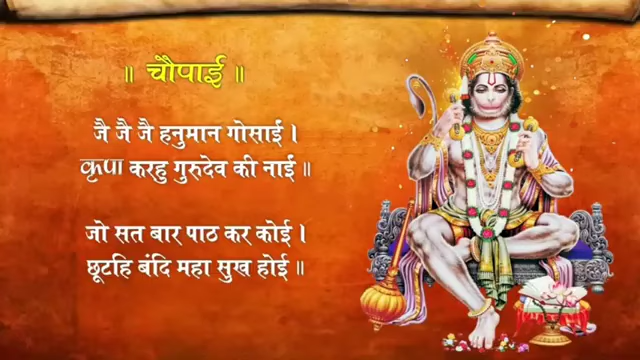 ॥ चौपाई ॥
जै जै जै हनुमान गोसाईं ।
कृपा करहु गुरुदेव की नाईं ॥
जो सत बार पाठ कर कोई ।
छूटहि बंदि महा सुख होई ॥